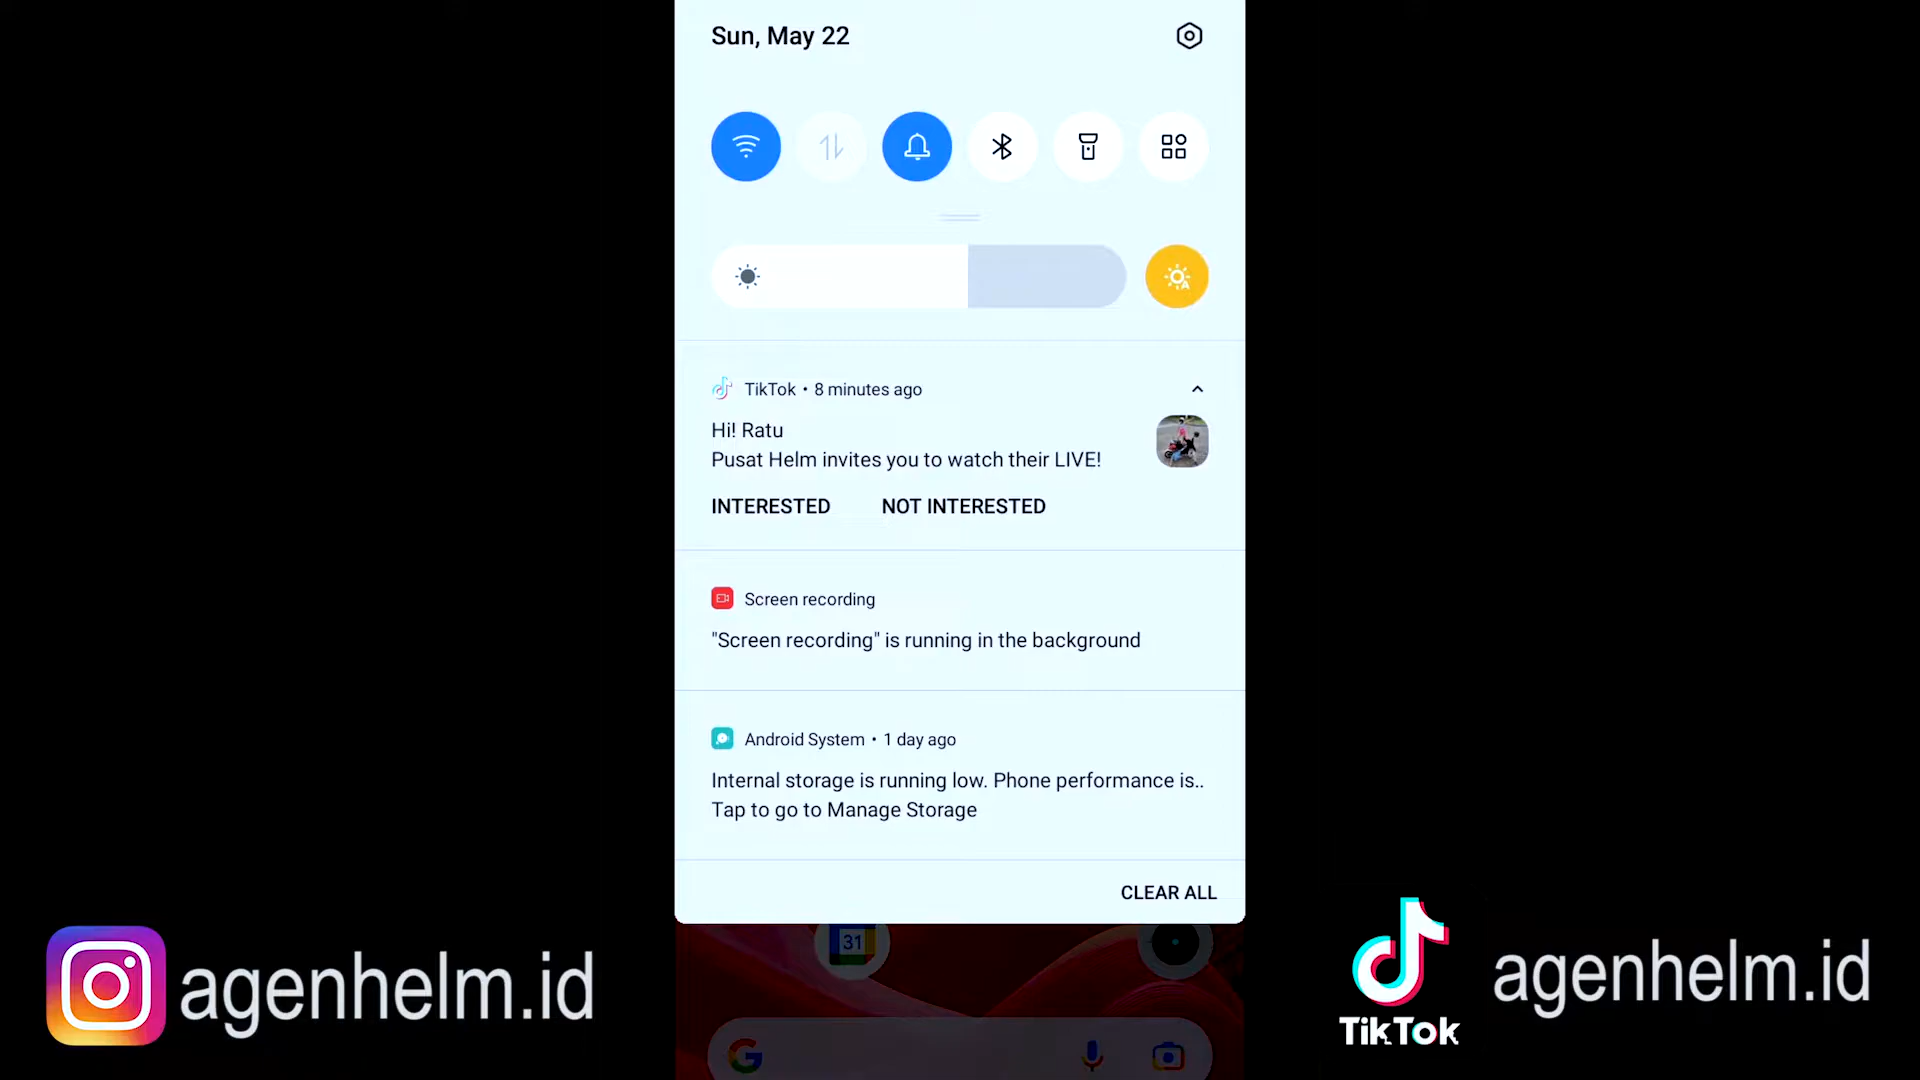 Sun, May 22
TikTok • 8 minutes ago
Hi! Ratu
Pusat Helm invites you to watch their LIVE!
INTERESTED NOT INTERESTED
Screen recording
"Screen recording" is running in the background
Android System • 1 day ago
Internal storage is running low. Phone performance is..
Tap to go to Manage Storage
CLEAR ALL
31
agenhelm.id
TikTok
agenhelm.id